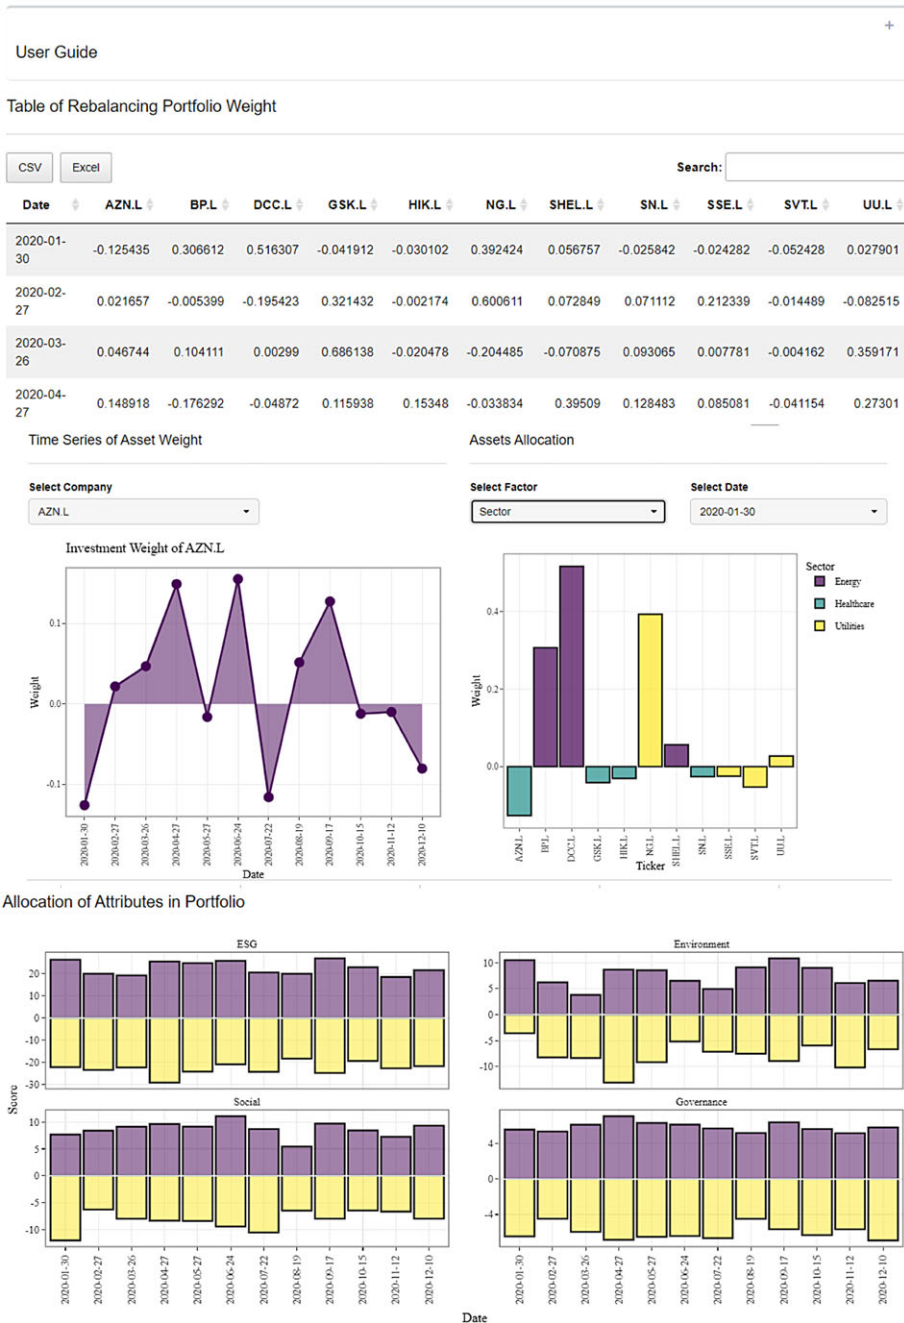 +
User Guide
Table of Rebalancing Portfolio Weight
CSV Excel Search:
Date AZN.L BP.L DCC.L GSK.L HIK.L NG.L SHEL.L SN.L SSE.L SVT.L UU.L
2020-01-
30 -0.125435 0.306612 0.516307 -0.041912 -0.030102 0.392424 0.056757 -0.025842 -0.024282 -0.052428 0.027901
2020-02-
27 0.021657 -0.005399 -0.195423 0.321432 -0.002174 0.600611 0.072849 0.071112 0.212339 -0.014489 -0.082515
2020-03-
26 0.046744 0.104111 0.00299 0.686138 -0.020478 -0.204485 -0.070875 0.093065 0.007781 -0.004162 0.359171
2020-04-
27 0.148918 -0.176292 -0.04872 0.115938 0.15348 -0.033834 0.39509 0.128483 0.085081 -0.041154 0.27301
Time Series of Asset Weight
Select Company
AZN.L
Investment Weight of AZN.L
Weight
0.1
0.0
-0.1
2020-01-30 2020-02-27 2020-03-26 2020-04-27 2020-05-27 2020-06-24 2020-07-22 2020-08-19 2020-09-17 2020-10-15 2020-11-12 2020-12-10
Date
Assets Allocation
Select Factor Select Date
Sector 2020-01-30
Weight
0.4
0.2
0.0
AZN.L BP.L DCC.L GSK.L HIK.L NG.L SHEL.L SN.L SSE.L SVT.L UU.L
Ticker
Sector
Energy
Healthcare
Utilities
Allocation of Attributes in Portfolio
Score
ESG
20
10
0
-10
-20
-30
Environment
10
5
0
-5
-10
Social
10
5
0
-5
-10
2020-01-30 2020-02-27 2020-03-26 2020-04-27 2020-05-27 2020-06-24 2020-07-22 2020-08-19 2020-09-17 2020-10-15 2020-11-12 2020-12-10
Governance
4
0
-4
2020-01-30 2020-02-27 2020-03-26 2020-04-27 2020-05-27 2020-06-24 2020-07-22 2020-08-19 2020-09-17 2020-10-15 2020-11-12 2020-12-10
Date